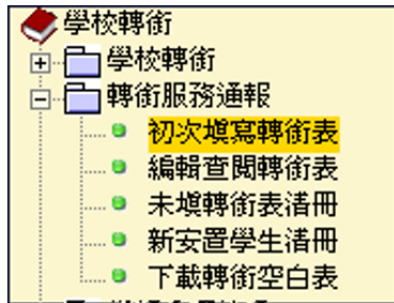 學校轉銜
學校轉銜
轉銜服務通報
初次填寫轉銜表
編輯查閱轉銜表
未填轉銜表清冊
新安置學生清冊
下載轉銜空白表